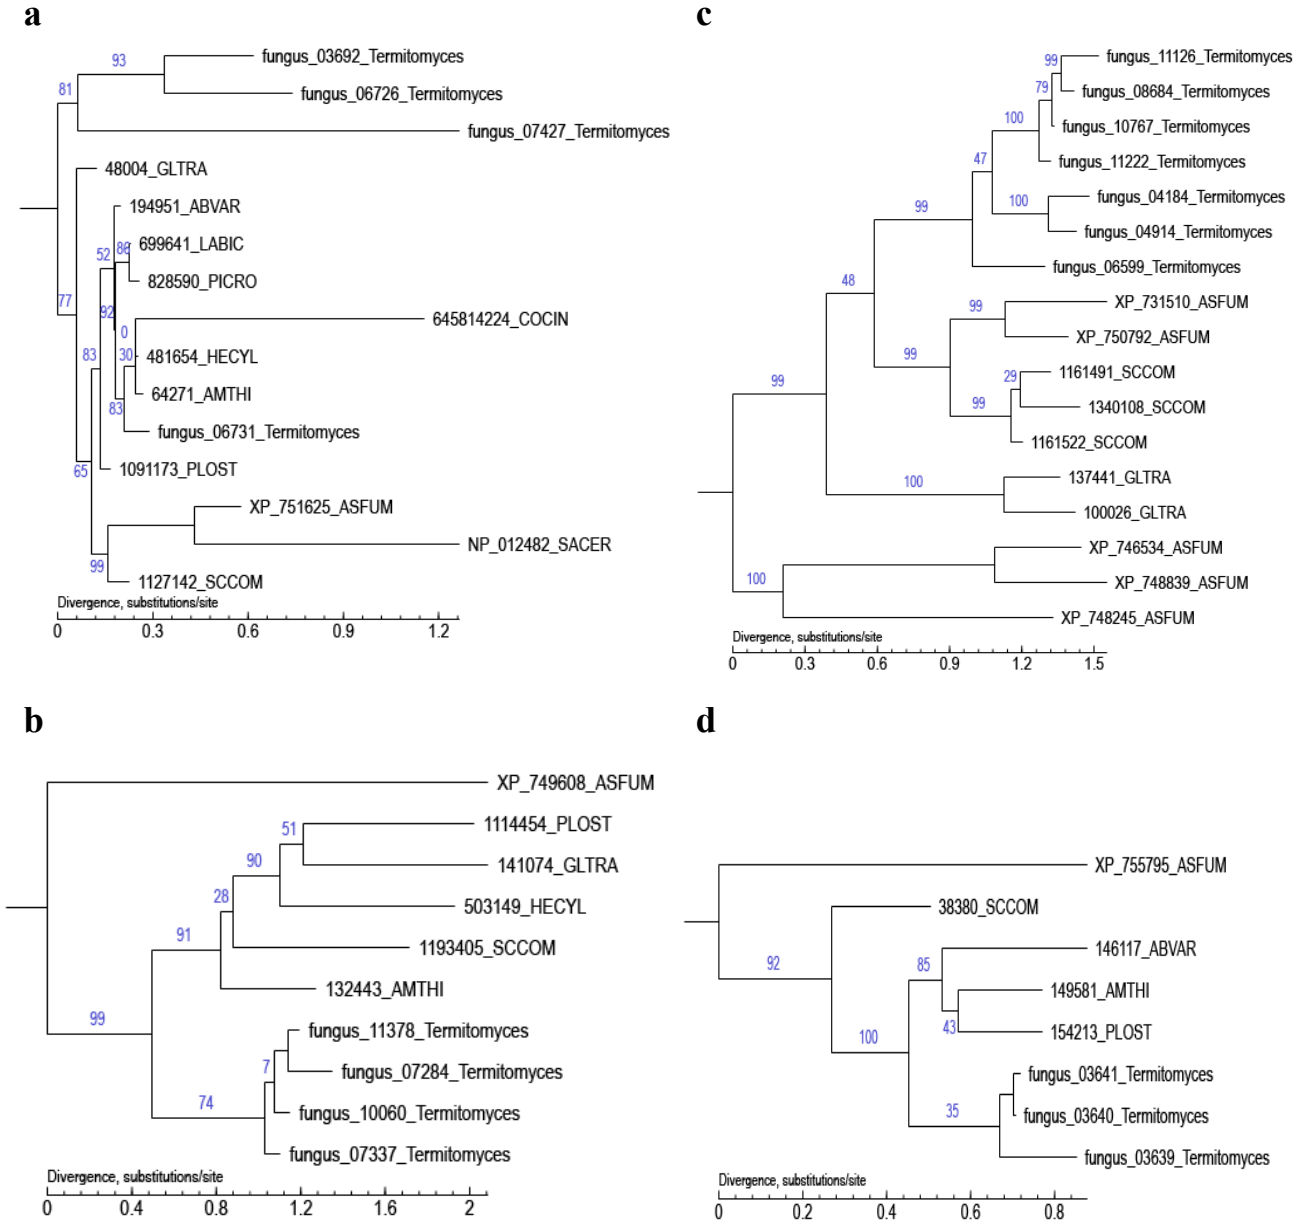 a
93
fungus_03692_Termitomyces
81
fungus_06726_Termitomyces
fungus_07427_Termitomyces
48004_GLTRA
194951_ABVAR
52
86
699641_LABIC
828590_PICRO
77
92
645814224_COCIN
0
83
30
481654_HECYL
64271_AMTHI
83
fungus_06731_Termitomyces
65
1091173_PLOST
XP_751625_ASFUM
NP_012482_SACER
99
1127142_SCCOM
Divergence, substitutions/site
0 0.3 0.6 0.9 1.2
c
99
fungus_11126_Termitomyces
79
fungus_08684_Termitomyces
100
fungus_10767_Termitomyces
47
fungus_11222_Termitomyces
100
fungus_04184_Termitomyces
99
fungus_04914_Termitomyces
fungus_06599_Termitomyces
48
99
XP_731510_ASFUM
XP_750792_ASFUM
99
29
1161491_SCCOM
99
99
1340108_SCCOM
1161522_SCCOM
100
137441_GLTRA
100026_GLTRA
XP_746534_ASFUM
100
XP_748839_ASFUM
XP_748245_ASFUM
Divergence, substitutions/site
0 0.3 0.6 0.9 1.2 1.5
b
XP_749608_ASFUM
51
1114454_PLOST
90
141074_GLTRA
28
503149_HECYL
91
1193405_SCCOM
132443_AMTHI
99
fungus_11378_Termitomyces
7
fungus_07284_Termitomyces
74
fungus_10060_Termitomyces
fungus_07337_Termitomyces
Divergence, substitutions/site
0 0.4 0.8 1.2 1.6 2
d
XP_755795_ASFUM
38380_SCCOM
92
85
146117_ABVAR
149581_AMTHI
43
154213_PLOST
100
fungus_03641_Termitomyces
35
fungus_03640_Termitomyces
fungus_03639_Termitomyces
Divergence, substitutions/site
0 0.2 0.4 0.6 0.8